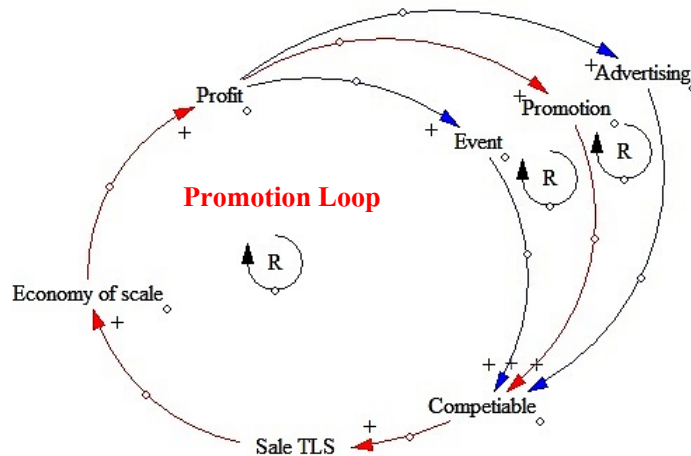 Advertising
Profit
Promotion
Event
Promotion Loop
R
R
R
Economy of scale
Competiable
Sale TLS
+
+
+
+
+
+
+
+
+